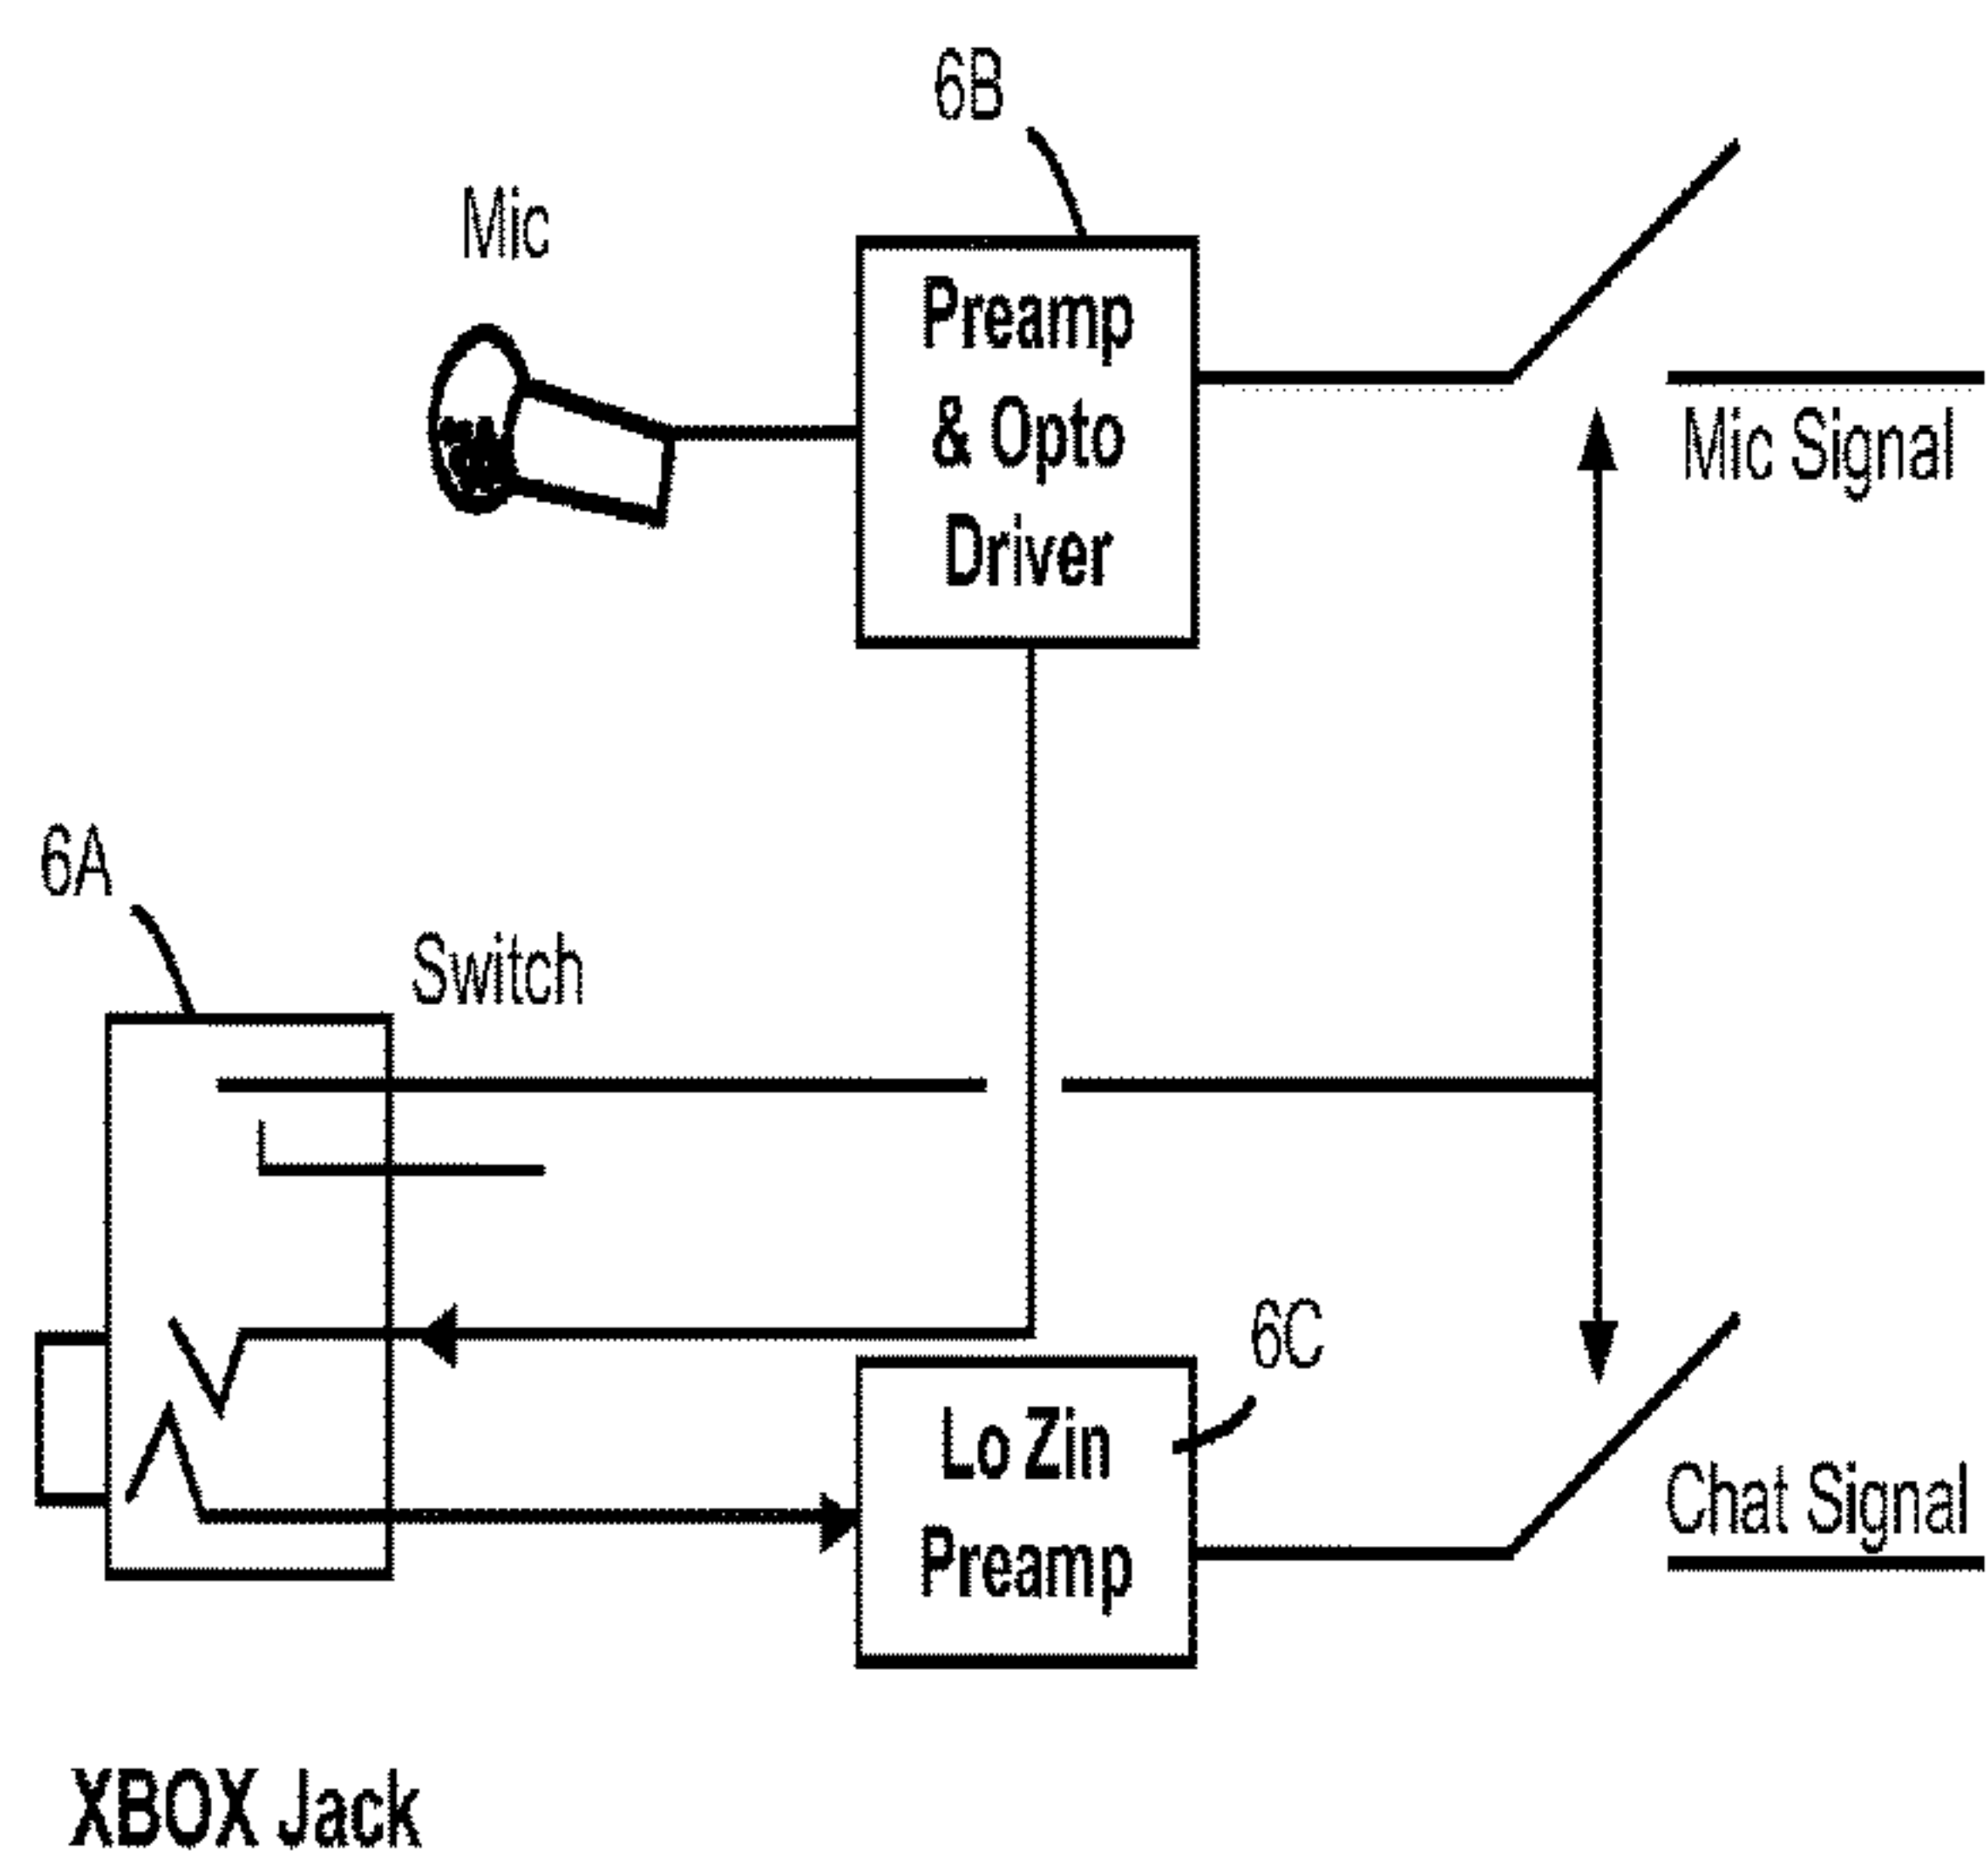 6B
Mic
Preamp
& Opto
Driver
Mic Signal
6A
Switch
6C
Lo Zin
Preamp
Chat Signal
XBOX Jack